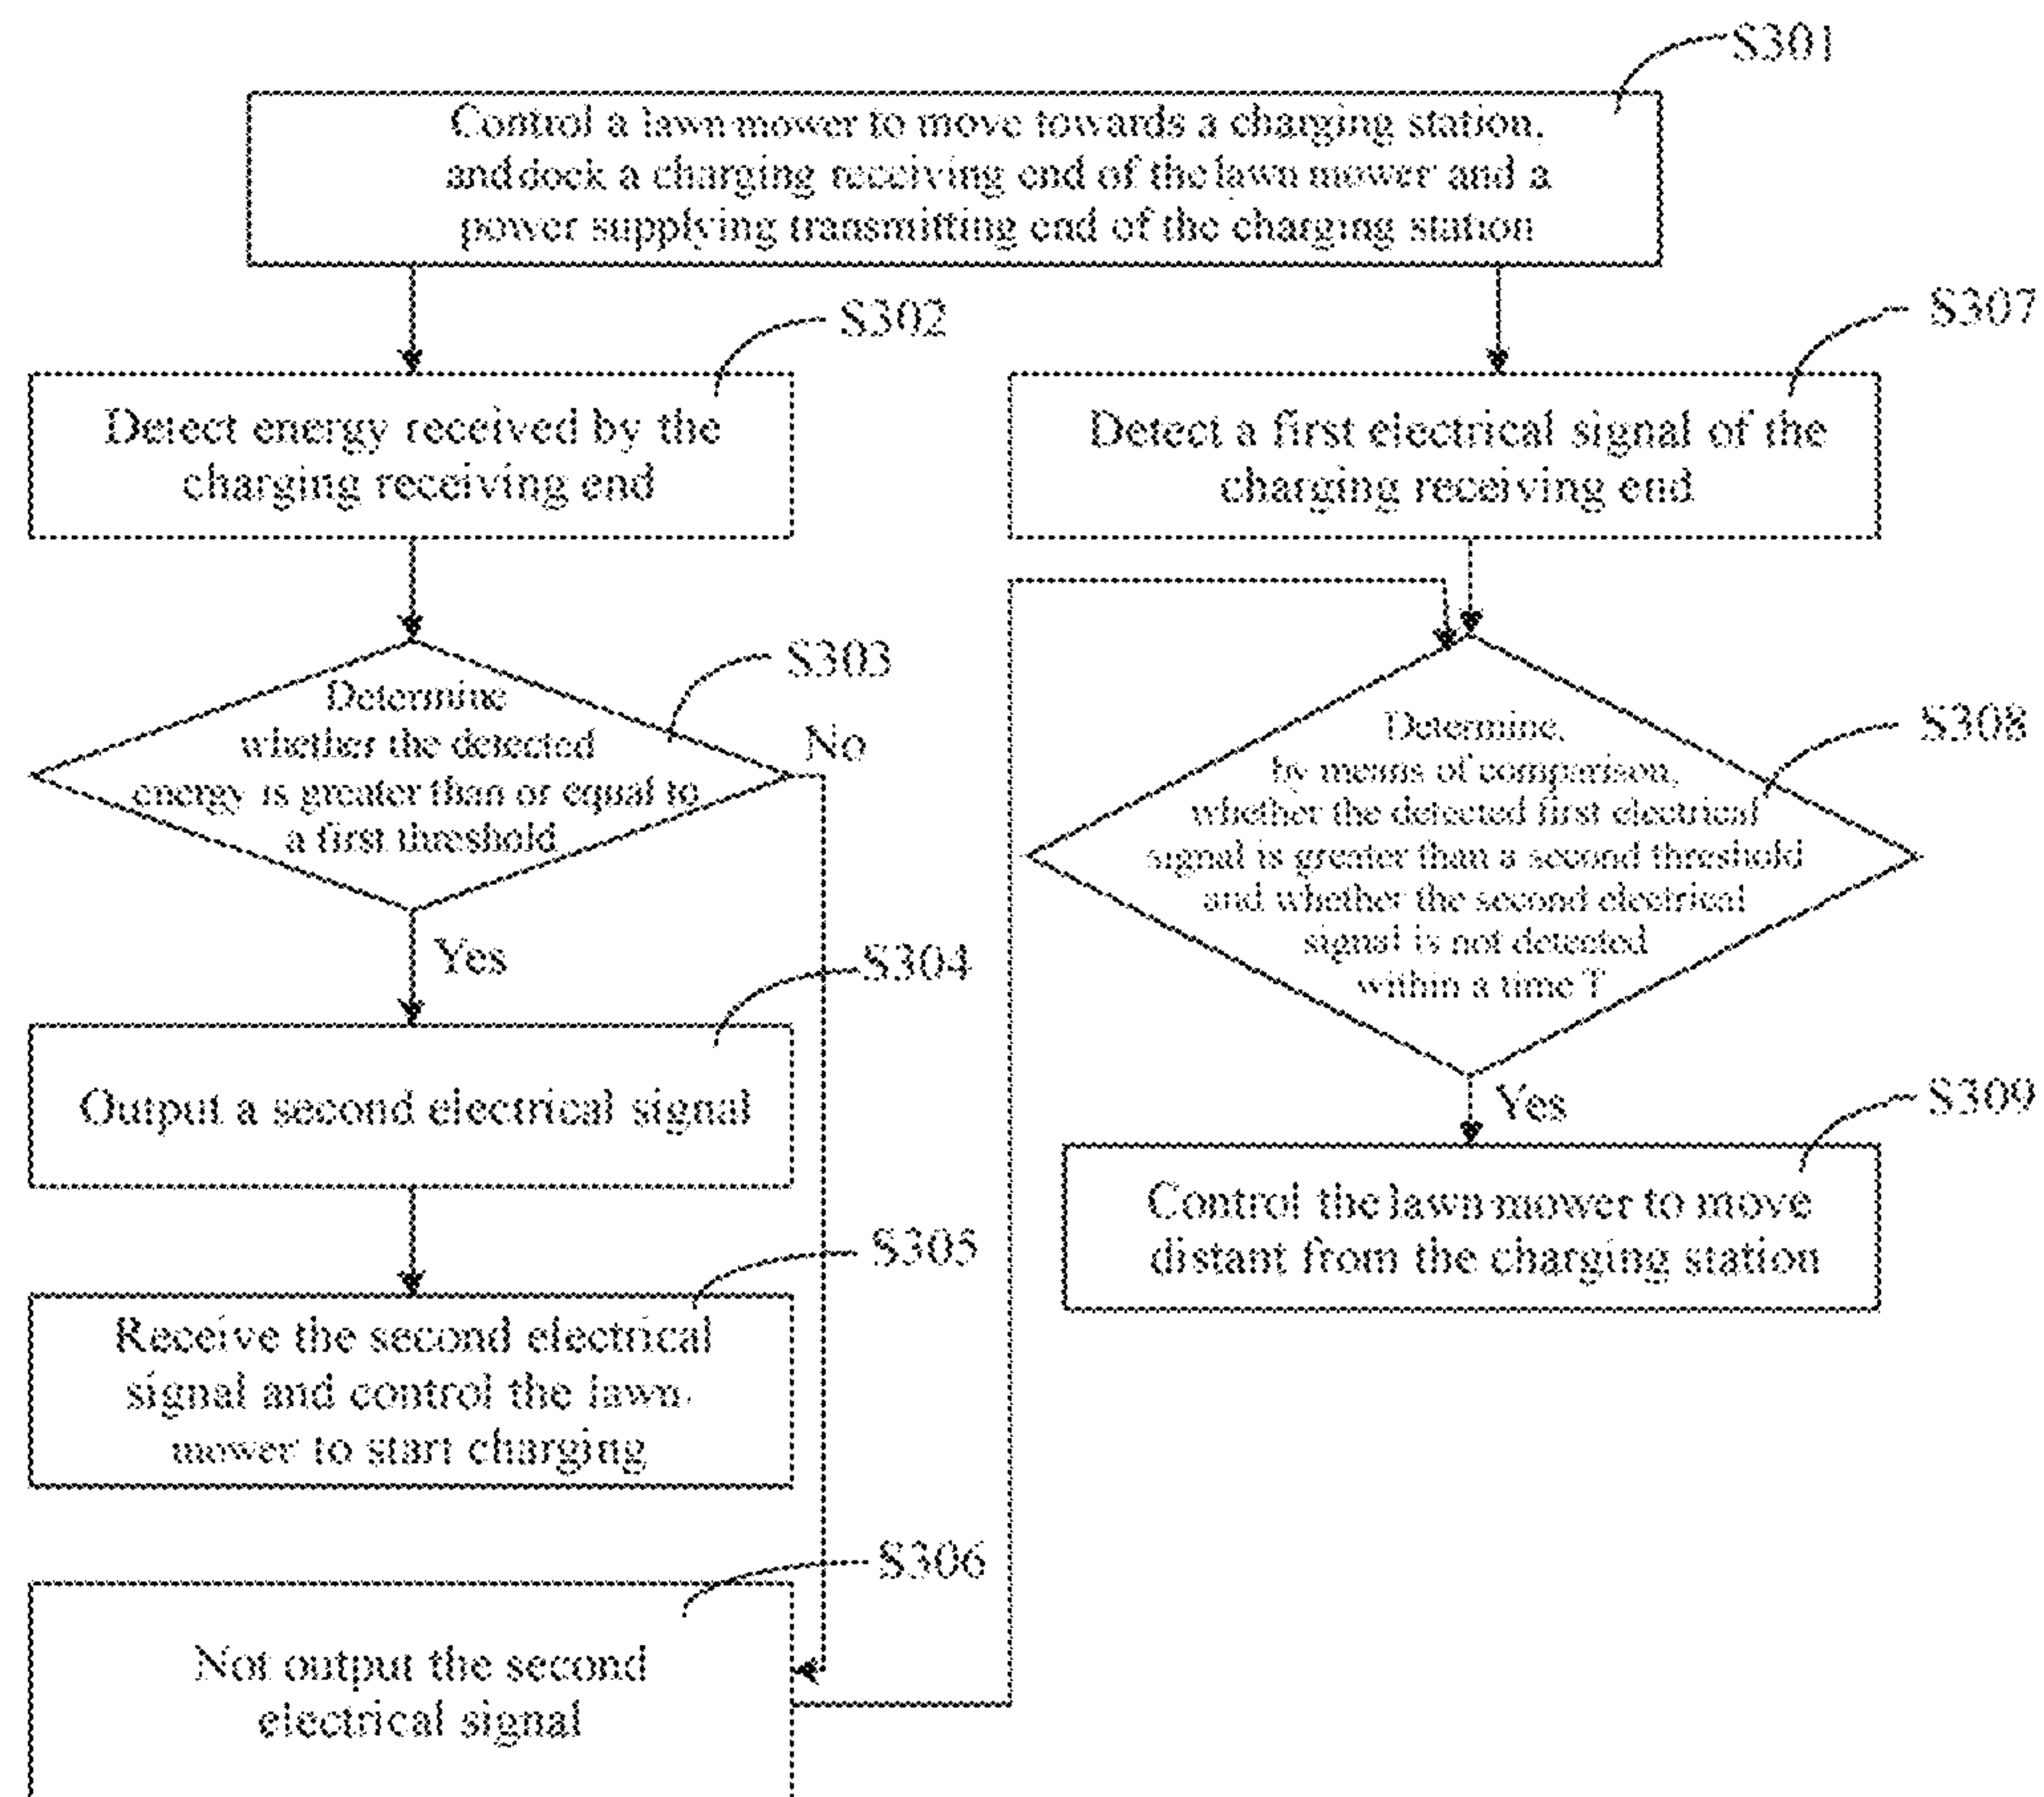 S301
Control a lawn mower to move towards a charging station,
and dock a charging receiving end of the lawn mower and a
power supplying transmitting end of the charging station
S302
Detect energy received by the
charging receiving end
S303
Determine
whether the detected
energy is greater than or equal to
a first threshold
No
Yes
S304
Output a second electrical signal
S305
Receive the second electrical
signal and control the lawn
mower to start charging
S306
Not output the second
electrical signal
S307
Detect a first electrical signal of the
charging receiving end
S308
Determine,
by means of comparison,
whether the detected first electrical
signal is greater than a second threshold
and whether the second electrical
signal is not detected
within a time T
Yes
S309
Control the lawn mower to move
distant from the charging station